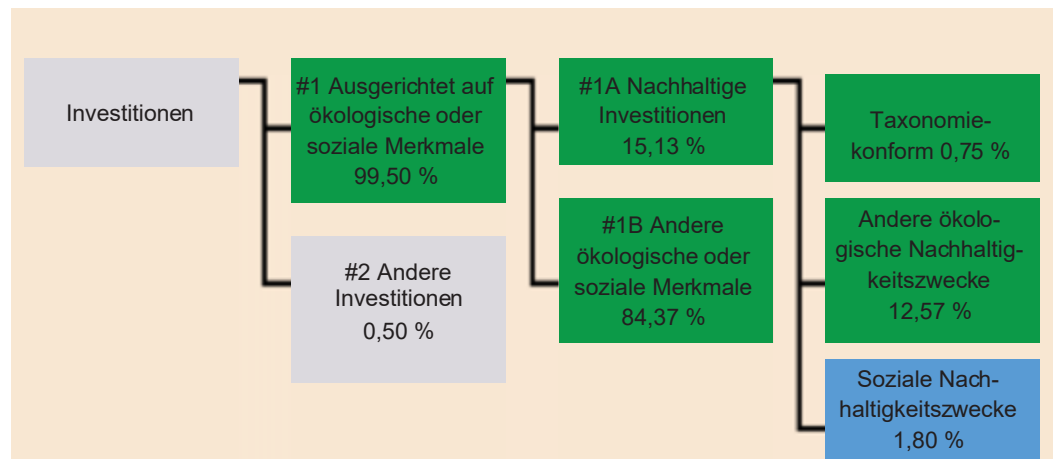 Investitionen
#1 Ausgerichtet auf
ökologische oder
soziale Merkmale
99,50 %
#2 Andere
Investitionen
0,50 %
#1A Nachhaltige
Investitionen
15,13 %
#1B Andere
ökologische oder
soziale Merkmale
84,37 %
Taxonomie-
konform 0,75 %
Andere ökolo-
gische Nachhaltig-
keitszwecke
12,57 %
Soziale Nach-
haltigkeitszwecke
1,80 %